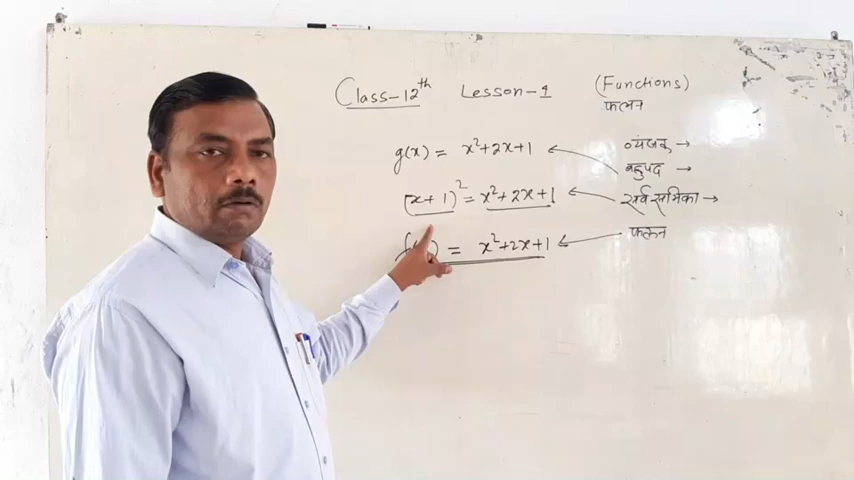 Class-12th Lesson-1 (Functions)
फलन
g(x) = x²+2x+1
व्यंजक →
बहुपद →
(x+1)² = x²+2x+1
सर्वसमिका →
= x²+2x+1
फलन